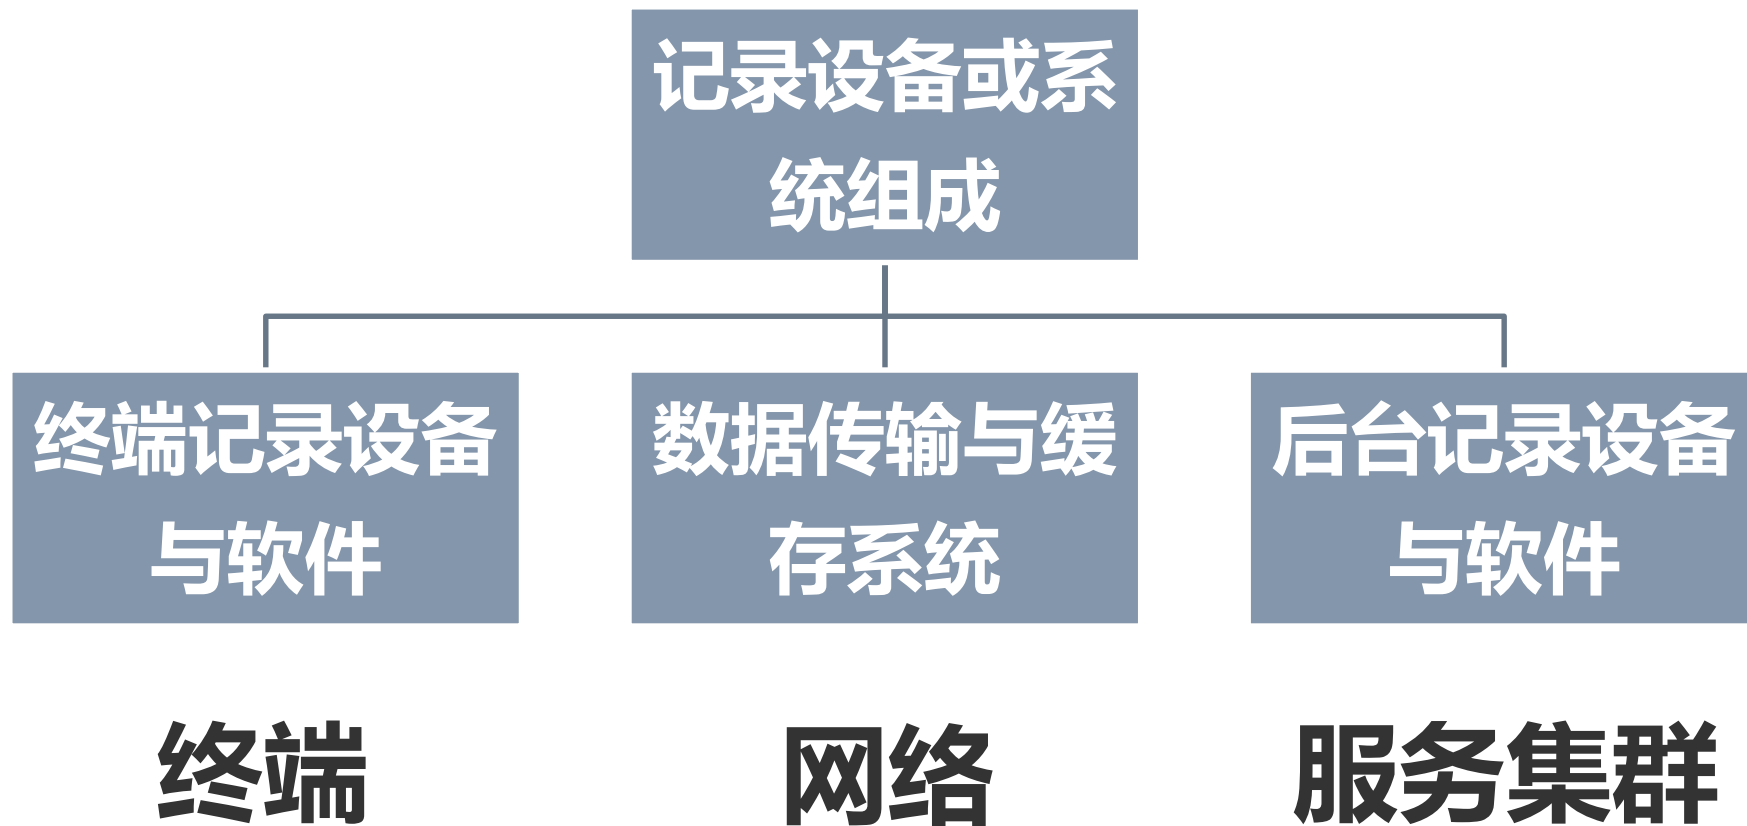 记录设备或系
统组成
终端记录设备
与软件
数据传输与缓
存系统
后台记录设备
与软件
终端
网络
服务集群